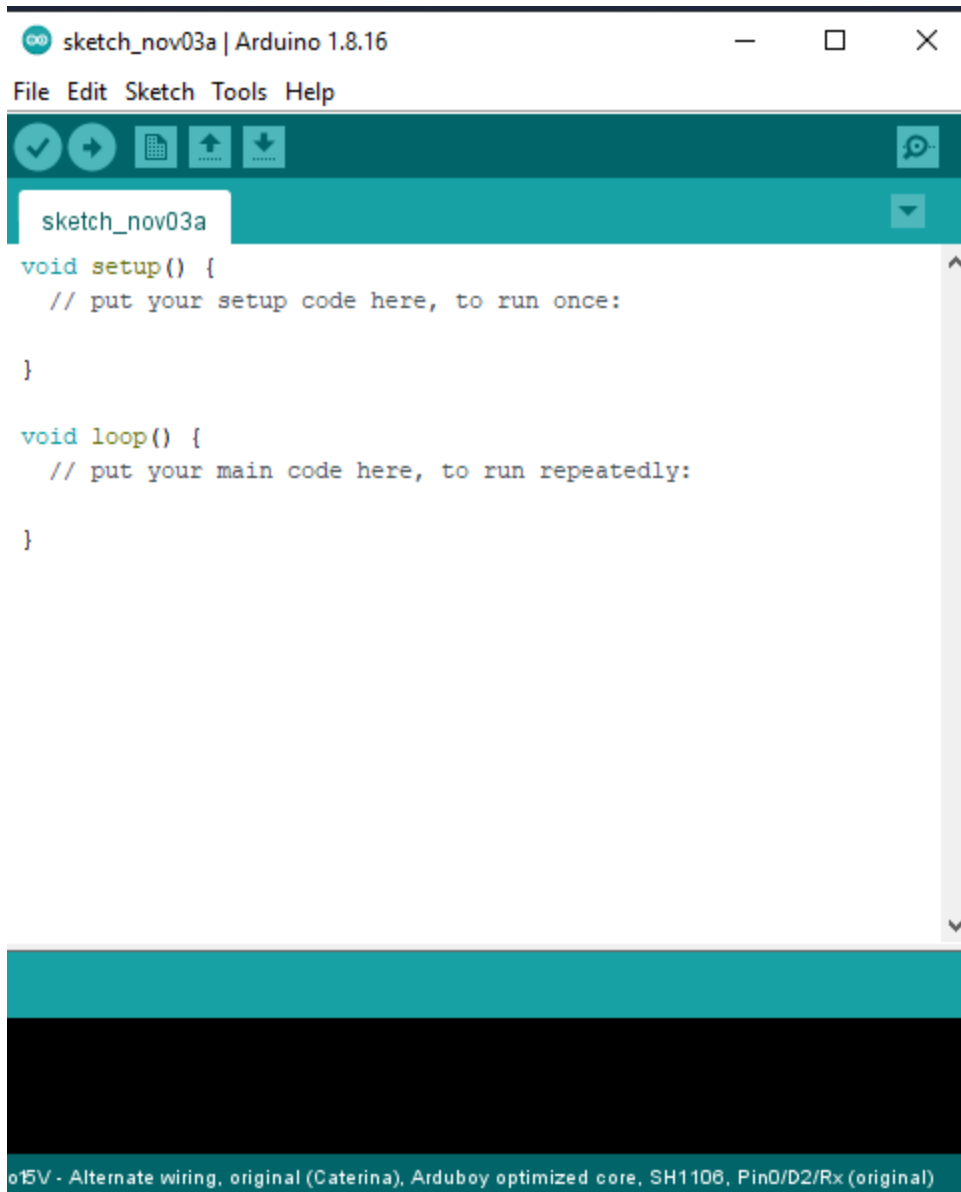 sketch_nov03a | Arduino 1.8.16
File Edit Sketch Tools Help
sketch_nov03a
void setup() {
  // put your setup code here, to run once:
}
void loop() {
  // put your main code here, to run repeatedly:
}
5V - Alternate wiring, original (Caterina), Arduboy optimized core, SH1106, Pin0/D2/Rx (original)